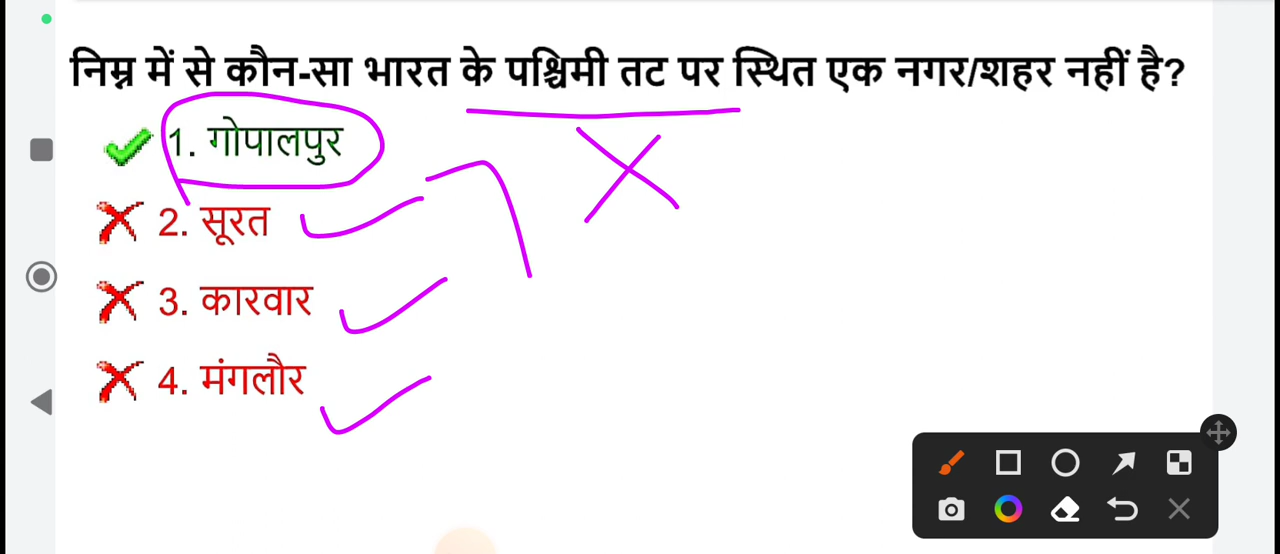 निम्न में से कौन-सा भारत के पश्चिमी तट पर स्थित एक नगर/शहर नहीं है?
1. गोपालपुर
2. सूरत
3. कारवार
4. मंगलौर